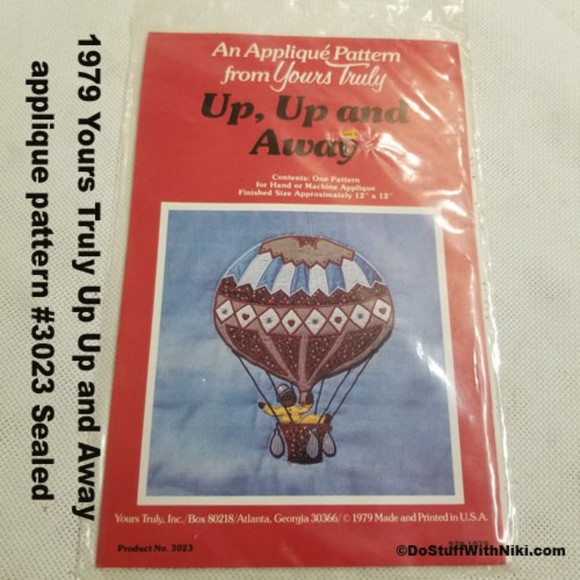 1979 Yours Truly Up Up and Away
applique pattern #3023 Sealed
An Appliqué Pattern
from Yours Truly
Up, Up and
Away
Contents: One Pattern
for Hand or Machine Applique
Finished Size Approximately 12" x 12"
Yours Truly, Inc./Box 80218/Atlanta, Georgia 30366/ © 1979 Made and Printed in U.S.A.
Product No. 3023
©DoStuffWithNiki.com